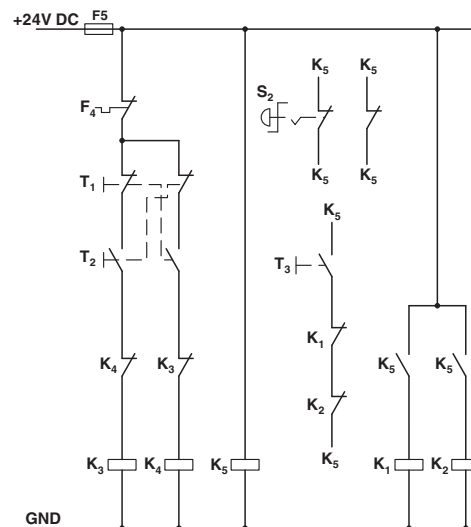 +24V DC F5
K5 K5
S2
F4
K5 K5
T1
K5
T2 T3
K1
K4 K3 K5 K5
K2
K5
K3 K4 K5 K1 K2
GND